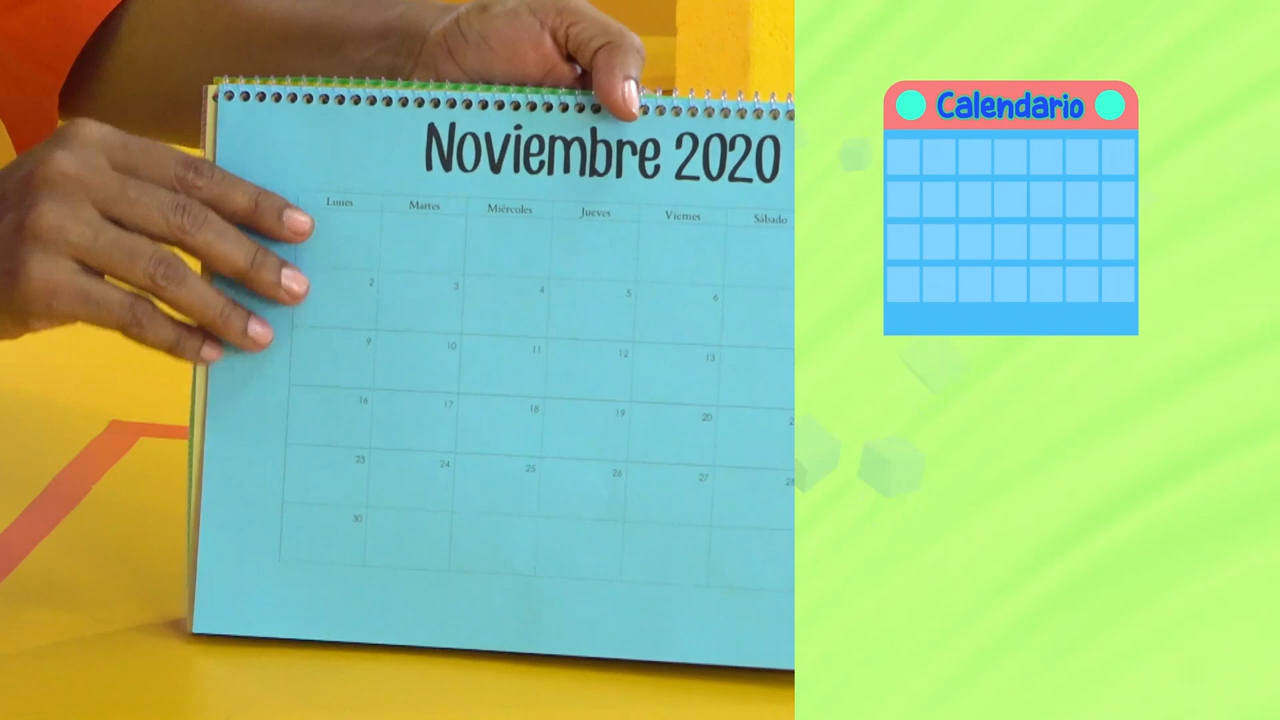 Noviembre 2020
Lunes Martes Miércoles Jueves Viernes Sábado
2 3 4 5 6
9 10 11 12 13
16 17 18 19 20
23 24 25 26 27 28
30
Calendario